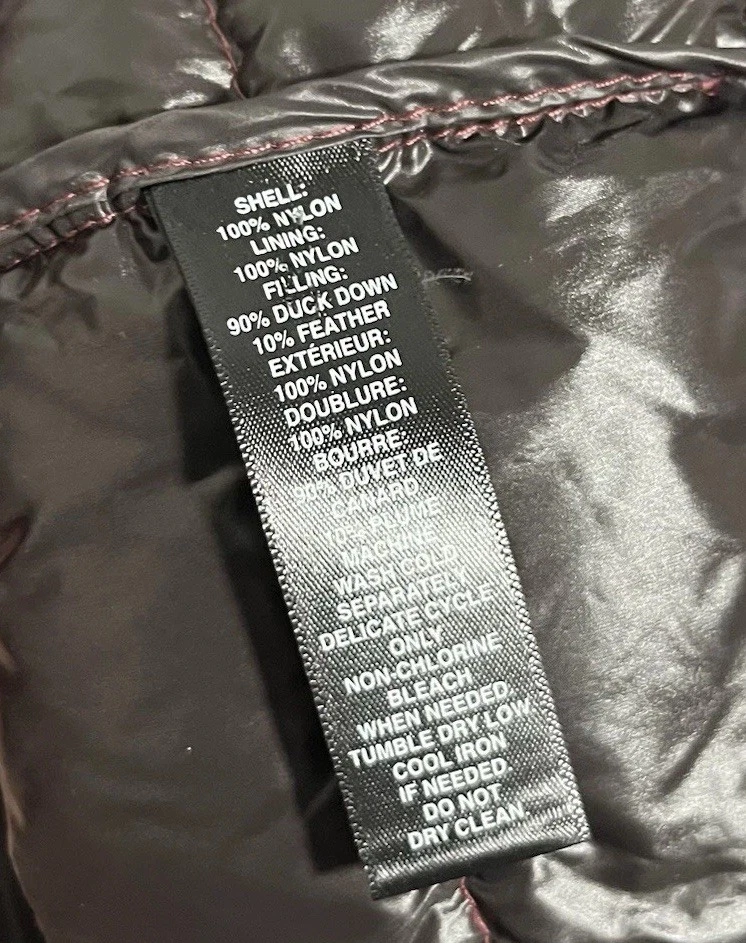 SHELL:
100% NYLON
LINING:
100% NYLON
FILLING:
90% DUCK DOWN
10% FEATHER
EXTÉRIEUR:
100% NYLON
DOUBLURE:
100% NYLON
BOURRE:
90% DUVET DE
CANARD
10% PLUME
MACHINE
WASH COLD
SEPARATELY
DELICATE CYCLE
ONLY
NON-CHLORINE
BLEACH
WHEN NEEDED
TUMBLE DRY LOW
COOL IRON
IF NEEDED
DO NOT
DRY CLEAN